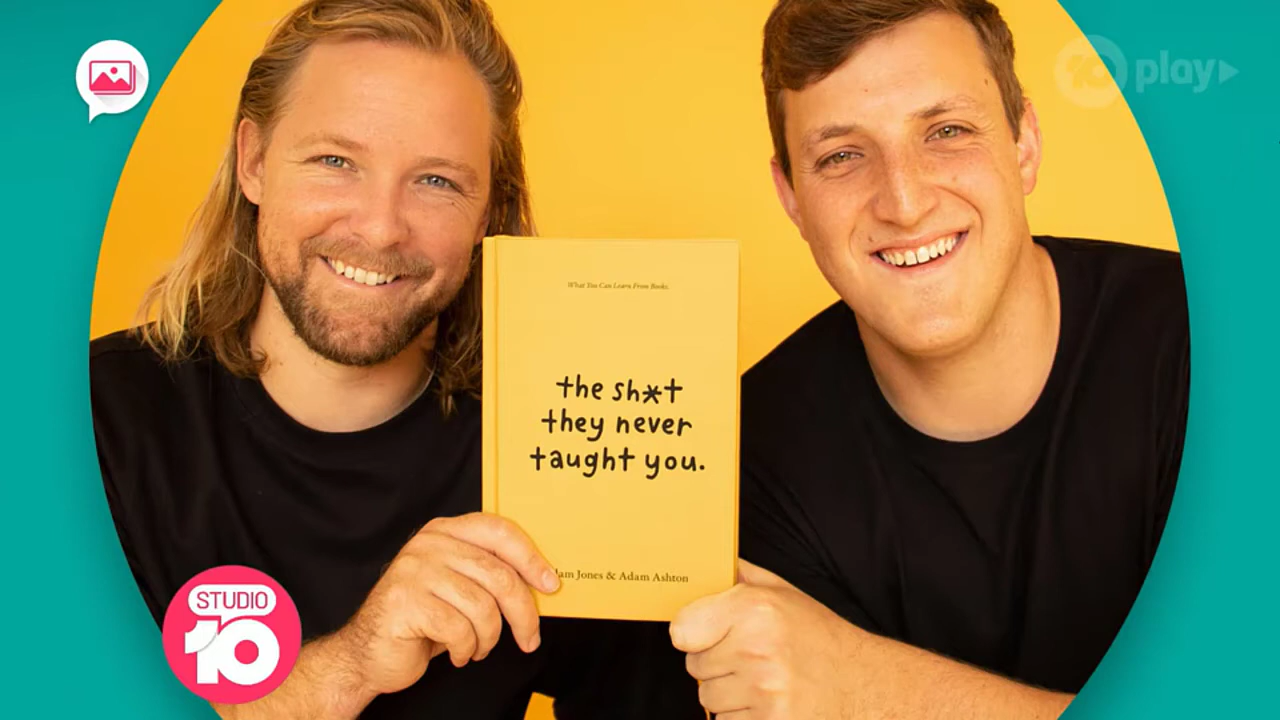 play
What You Can Learn From Books.
the sh*t
they never
taught you.
Jones & Adam Ashton
STUDIO
10